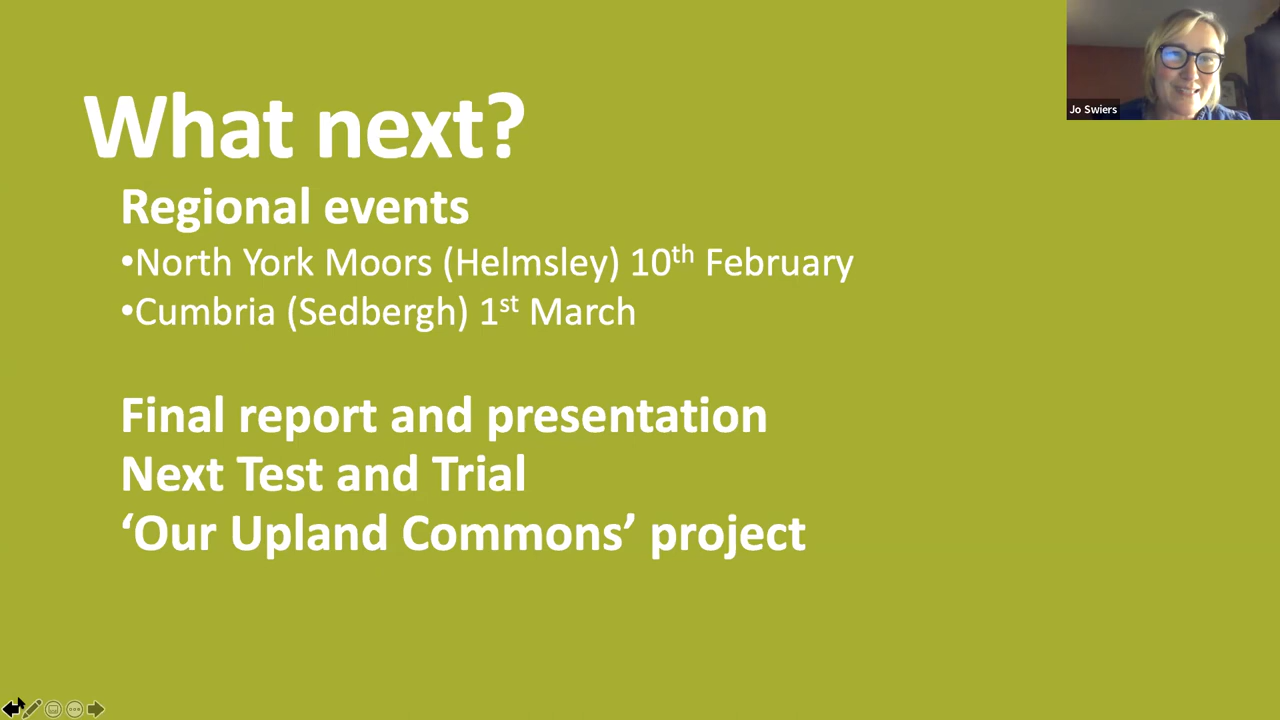 What next?
Jo Swiers
Regional events
•North York Moors (Helmsley) 10th February
•Cumbria (Sedbergh) 1st March
Final report and presentation
Next Test and Trial
‘Our Upland Commons’ project